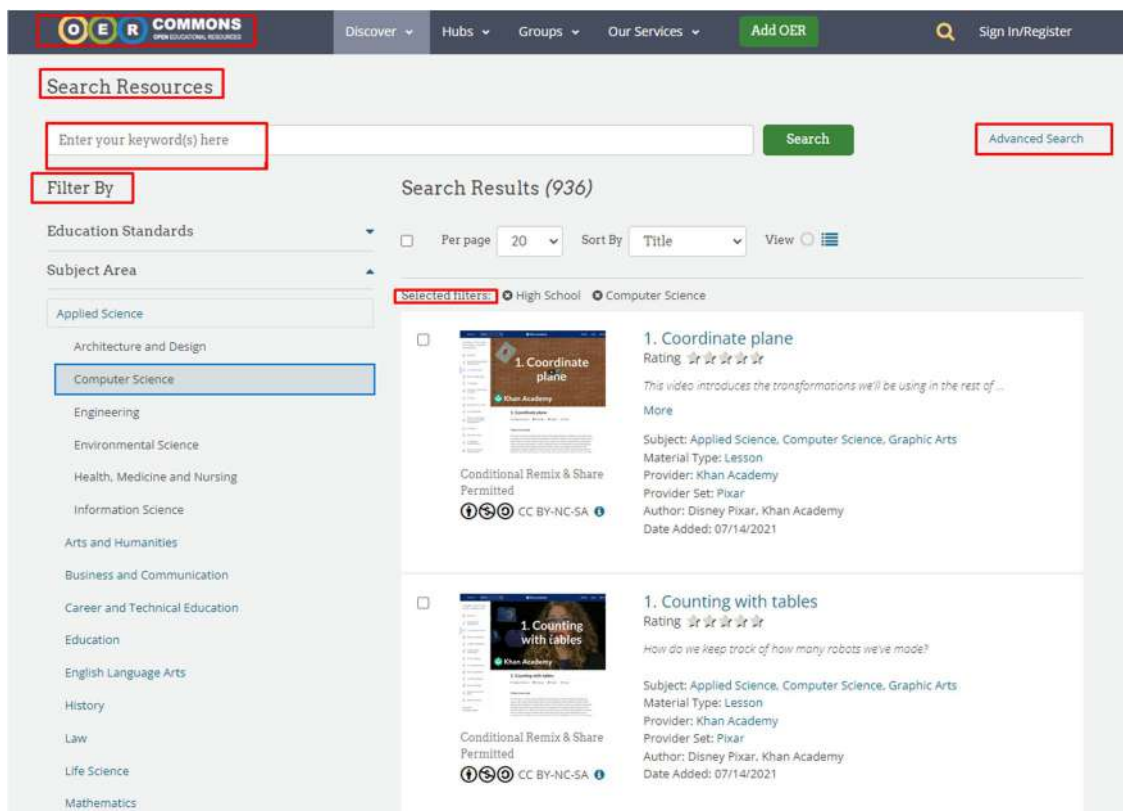 OER COMMONS
OPEN EDUCATIONAL RESOURCES
Discover Hubs Groups Our Services Add OER Sign In/Register
Search Resources
Enter your keyword(s) here Search Advanced Search
Filter By
Search Results (936)
Education Standards
Per page 20 Sort By Title View
Subject Area
Selected filters: High School Computer Science
Applied Science
Architecture and Design
Computer Science
Engineering
Environmental Science
Health, Medicine and Nursing
Information Science
Arts and Humanities
Business and Communication
Career and Technical Education
Education
English Language Arts
History
Law
Life Science
Mathematics
1. Coordinate
plane
Khan Academy
Conditional Remix & Share
Permitted
CC BY-NC-SA
1. Coordinate plane
Rating
This video introduces the transformations we'll be using in the rest of ...
More
Subject: Applied Science, Computer Science, Graphic Arts
Material Type: Lesson
Provider: Khan Academy
Provider Set: Pixar
Author: Disney Pixar, Khan Academy
Date Added: 07/14/2021
1. Counting
with tables
Khan Academy
Conditional Remix & Share
Permitted
CC BY-NC-SA
1. Counting with tables
Rating
How do we keep track of how many robots we've made?
Subject: Applied Science, Computer Science, Graphic Arts
Material Type: Lesson
Provider: Khan Academy
Provider Set: Pixar
Author: Disney Pixar, Khan Academy
Date Added: 07/14/2021